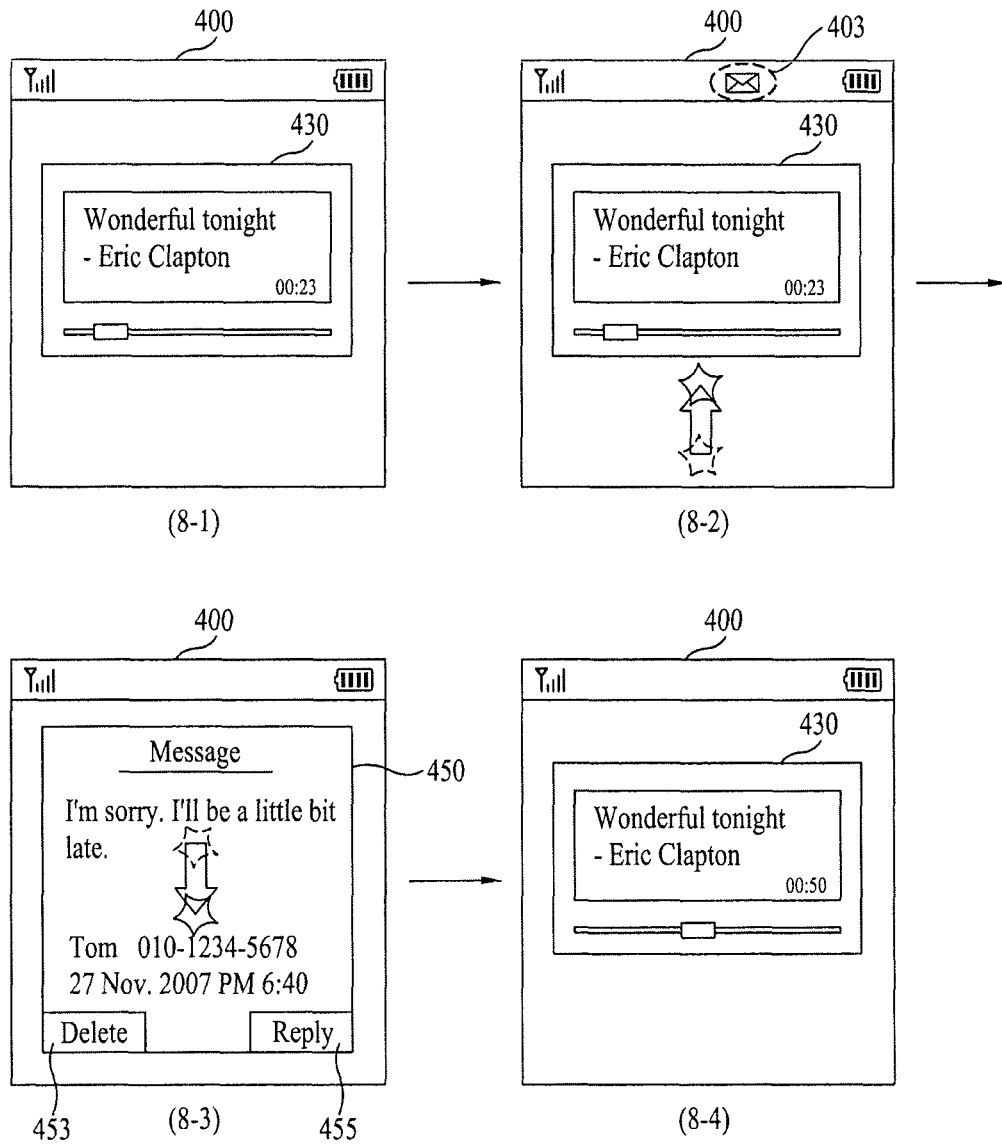 400
430
Wonderful tonight
- Eric Clapton
00:23
(8-1)
400
403
430
Wonderful tonight
- Eric Clapton
00:23
(8-2)
400
Message
450
I'm sorry. I'll be a little bit
late.
Tom 010-1234-5678
27 Nov. 2007 PM 6:40
Delete
Reply
453
(8-3)
455
400
430
Wonderful tonight
- Eric Clapton
00:50
(8-4)